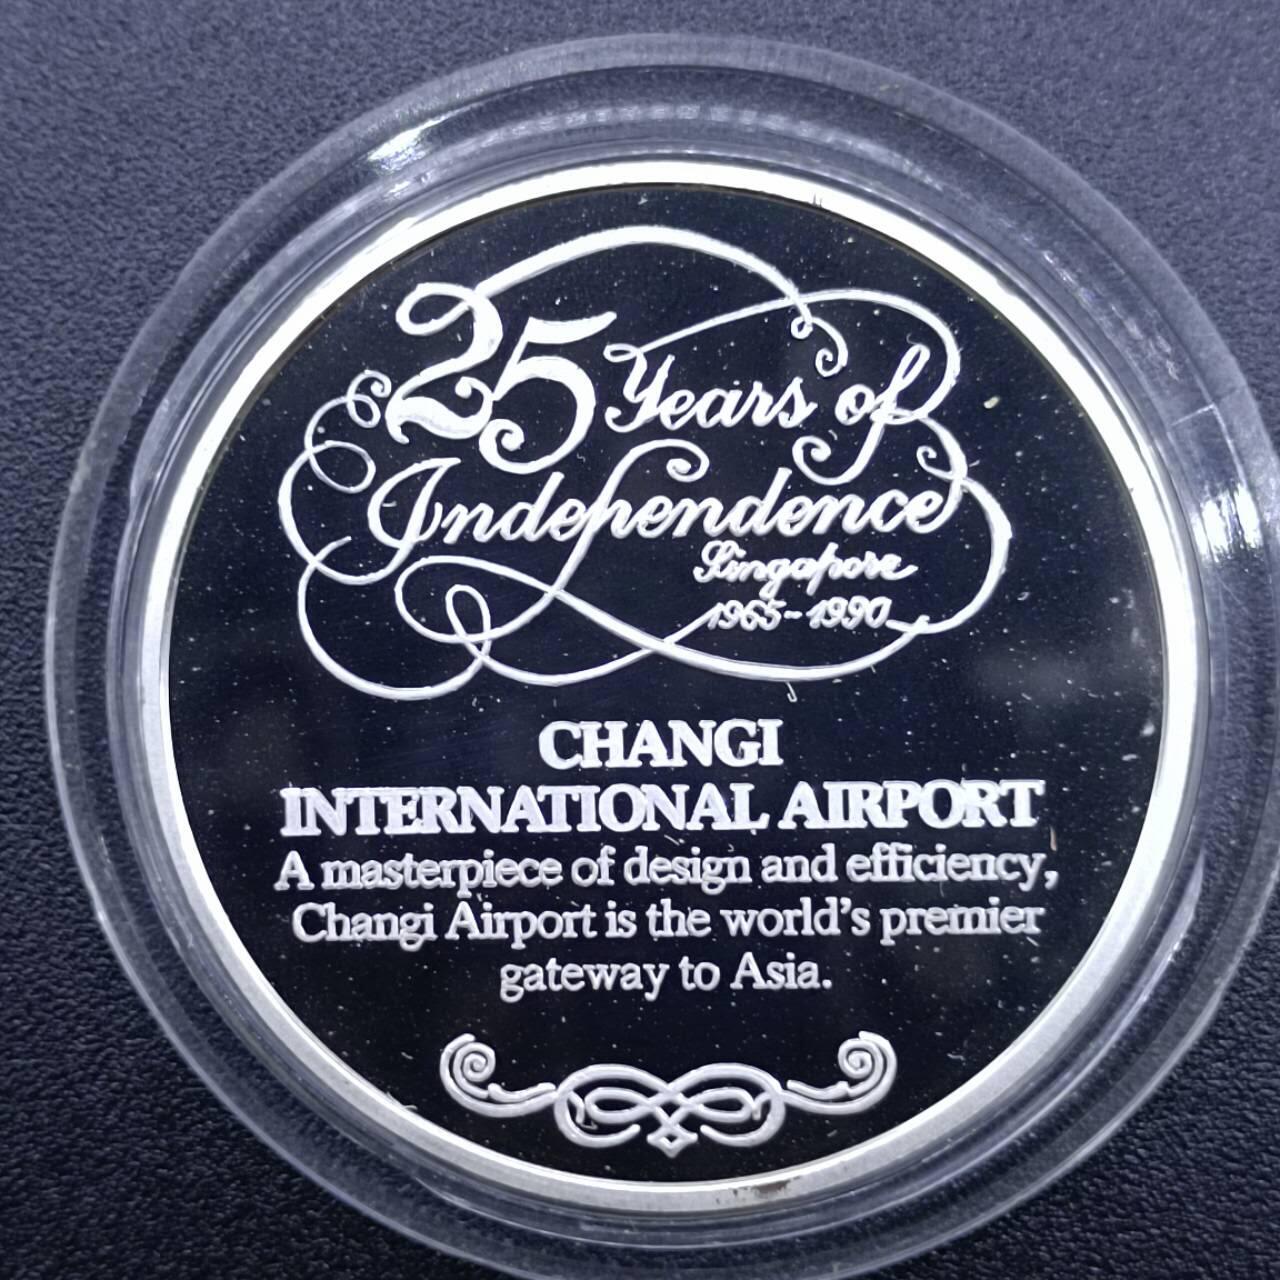 25 Years of
Independence
Singapore
1965-1990
CHANGI
INTERNATIONAL AIRPORT
A masterpiece of design and efficiency,
Changi Airport is the world's premier
gateway to Asia.